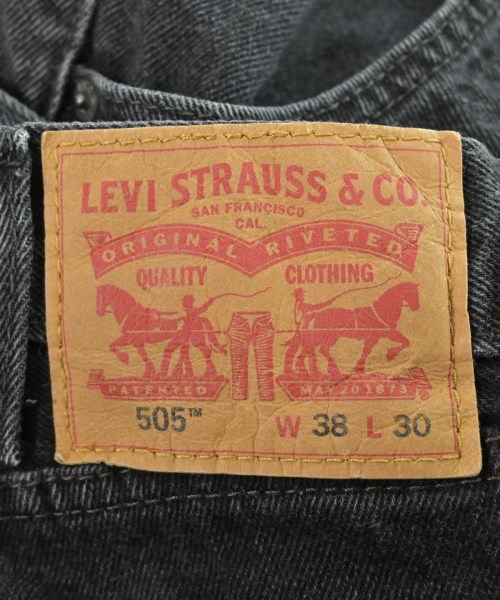 LEVI STRAUSS & CO.
SAN FRANCISCO
CAL.
ORIGINAL RIVETED
QUALITY CLOTHING
PATENTED MAY 20 1873 ®
505™ W 38 L 30